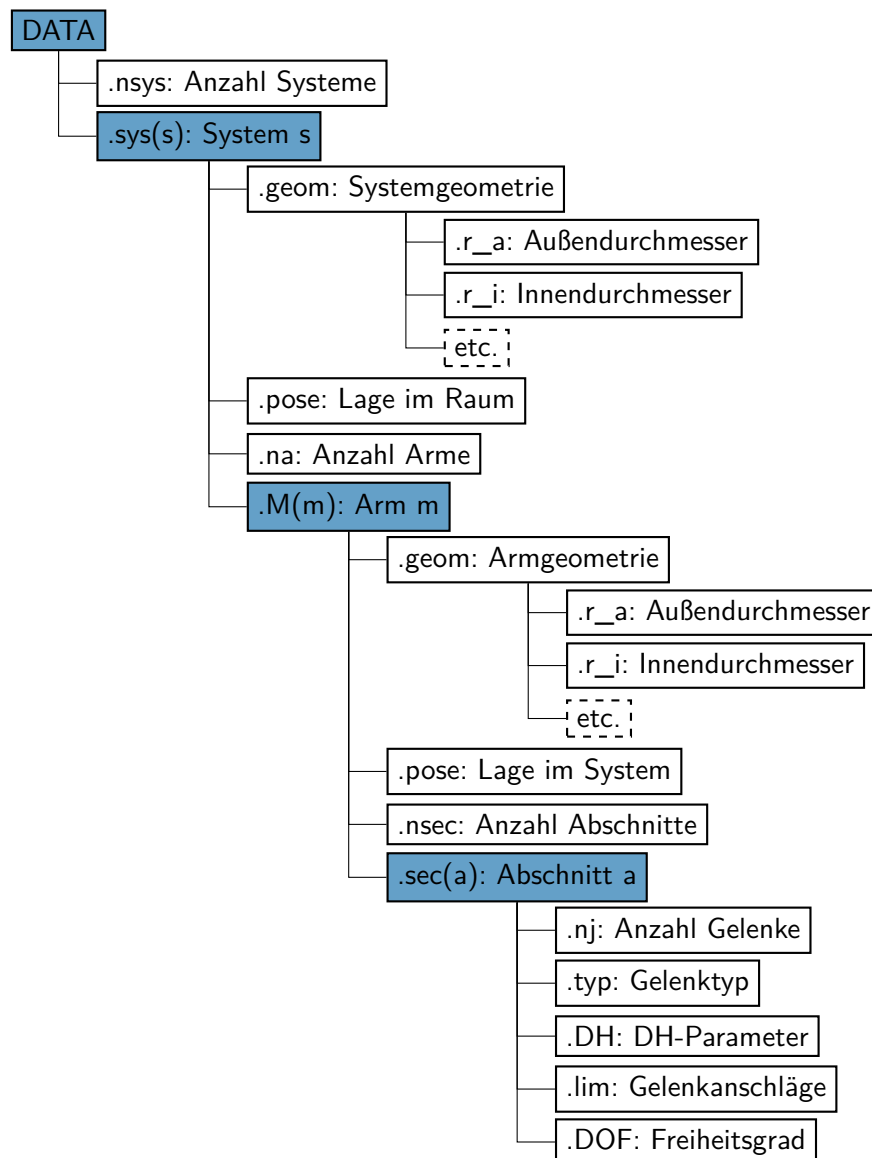 DATA
.nsys: Anzahl Systeme
.sys(s): System s
.geom: Systemgeometrie
.r_a: Außendurchmesser
.r_i: Innendurchmesser
etc.
.pose: Lage im Raum
.na: Anzahl Arme
.M(m): Arm m
.geom: Armgeometrie
.r_a: Außendurchmesser
.r_i: Innendurchmesser
etc.
.pose: Lage im System
.nsec: Anzahl Abschnitte
.sec(a): Abschnitt a
.nj: Anzahl Gelenke
.typ: Gelenktyp
.DH: DH-Parameter
.lim: Gelenkanschläge
.DOF: Freiheitsgrad